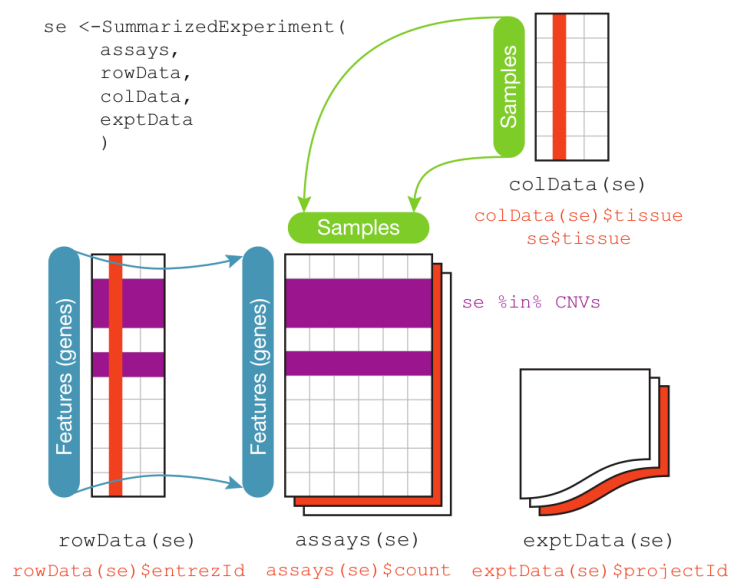 se <-SummarizedExperiment(
assays,
rowData,
colData,
exptData
)
Samples
colData(se)
colData(se)$tissue
se$tissue
Samples
Features (genes)
Features (genes)
se %in% CNVs
rowData(se)
assays(se)
exptData(se)
rowData(se)$entrezId
assays(se)$count
exptData(se)$projectId